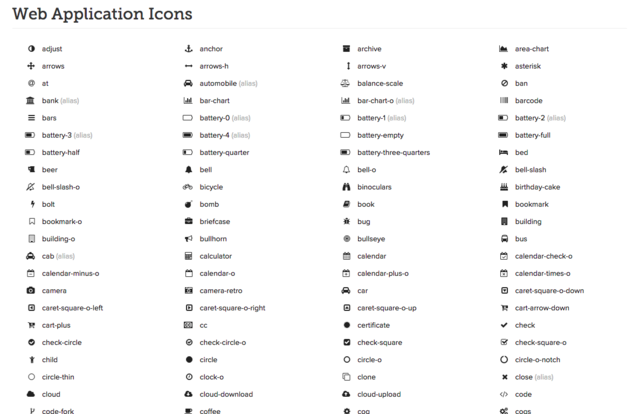 Web Application Icons
adjust anchor archive area-chart
arrows arrows-h arrows-v asterisk
at automobile (alias) balance-scale ban
bank (alias) bar-chart bar-chart-o (alias) barcode
bars battery-0 (alias) battery-1 (alias) battery-2 (alias)
battery-3 (alias) battery-4 (alias) battery-empty battery-full
battery-half battery-quarter battery-three-quarters bed
beer bell bell-o bell-slash
bell-slash-o bicycle binoculars birthday-cake
bolt bomb book bookmark
bookmark-o briefcase bug building
building-o bullhorn bullseye bus
cab (alias) calculator calendar calendar-check-o
calendar-minus-o calendar-o calendar-plus-o calendar-times-o
camera camera-retro car caret-square-o-down
caret-square-o-left caret-square-o-right caret-square-o-up cart-arrow-down
cart-plus cc certificate check
check-circle check-circle-o check-square check-square-o
child circle circle-o circle-o-notch
circle-thin clock-o clone close (alias)
cloud cloud-download cloud-upload code
code-fork coffee cog cogs